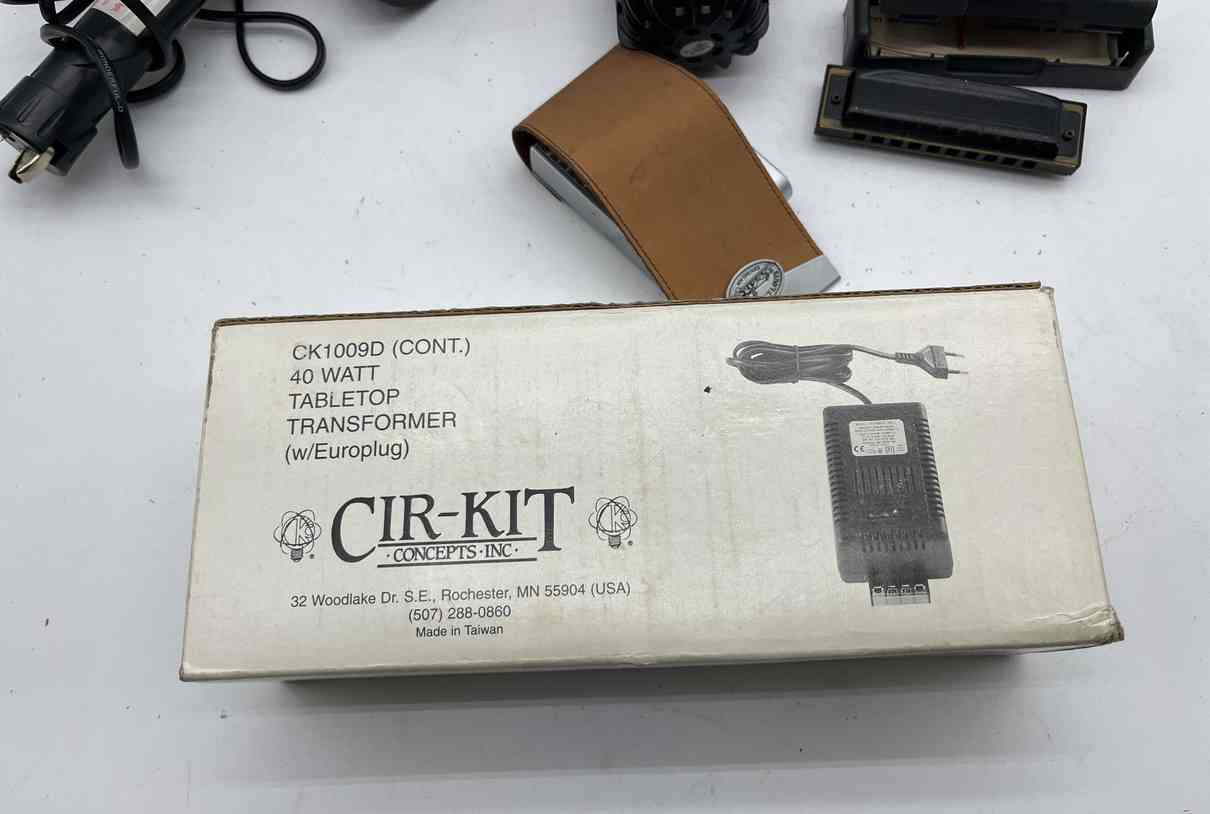 CK1009D (CONT.)
40 WATT
TABLETOP
TRANSFORMER
(w/Europlug)
CIR-KIT
·CONCEPTS·INC·
32 Woodlake Dr. S.E., Rochester, MN 55904 (USA)
(507) 288-0860
Made in Taiwan